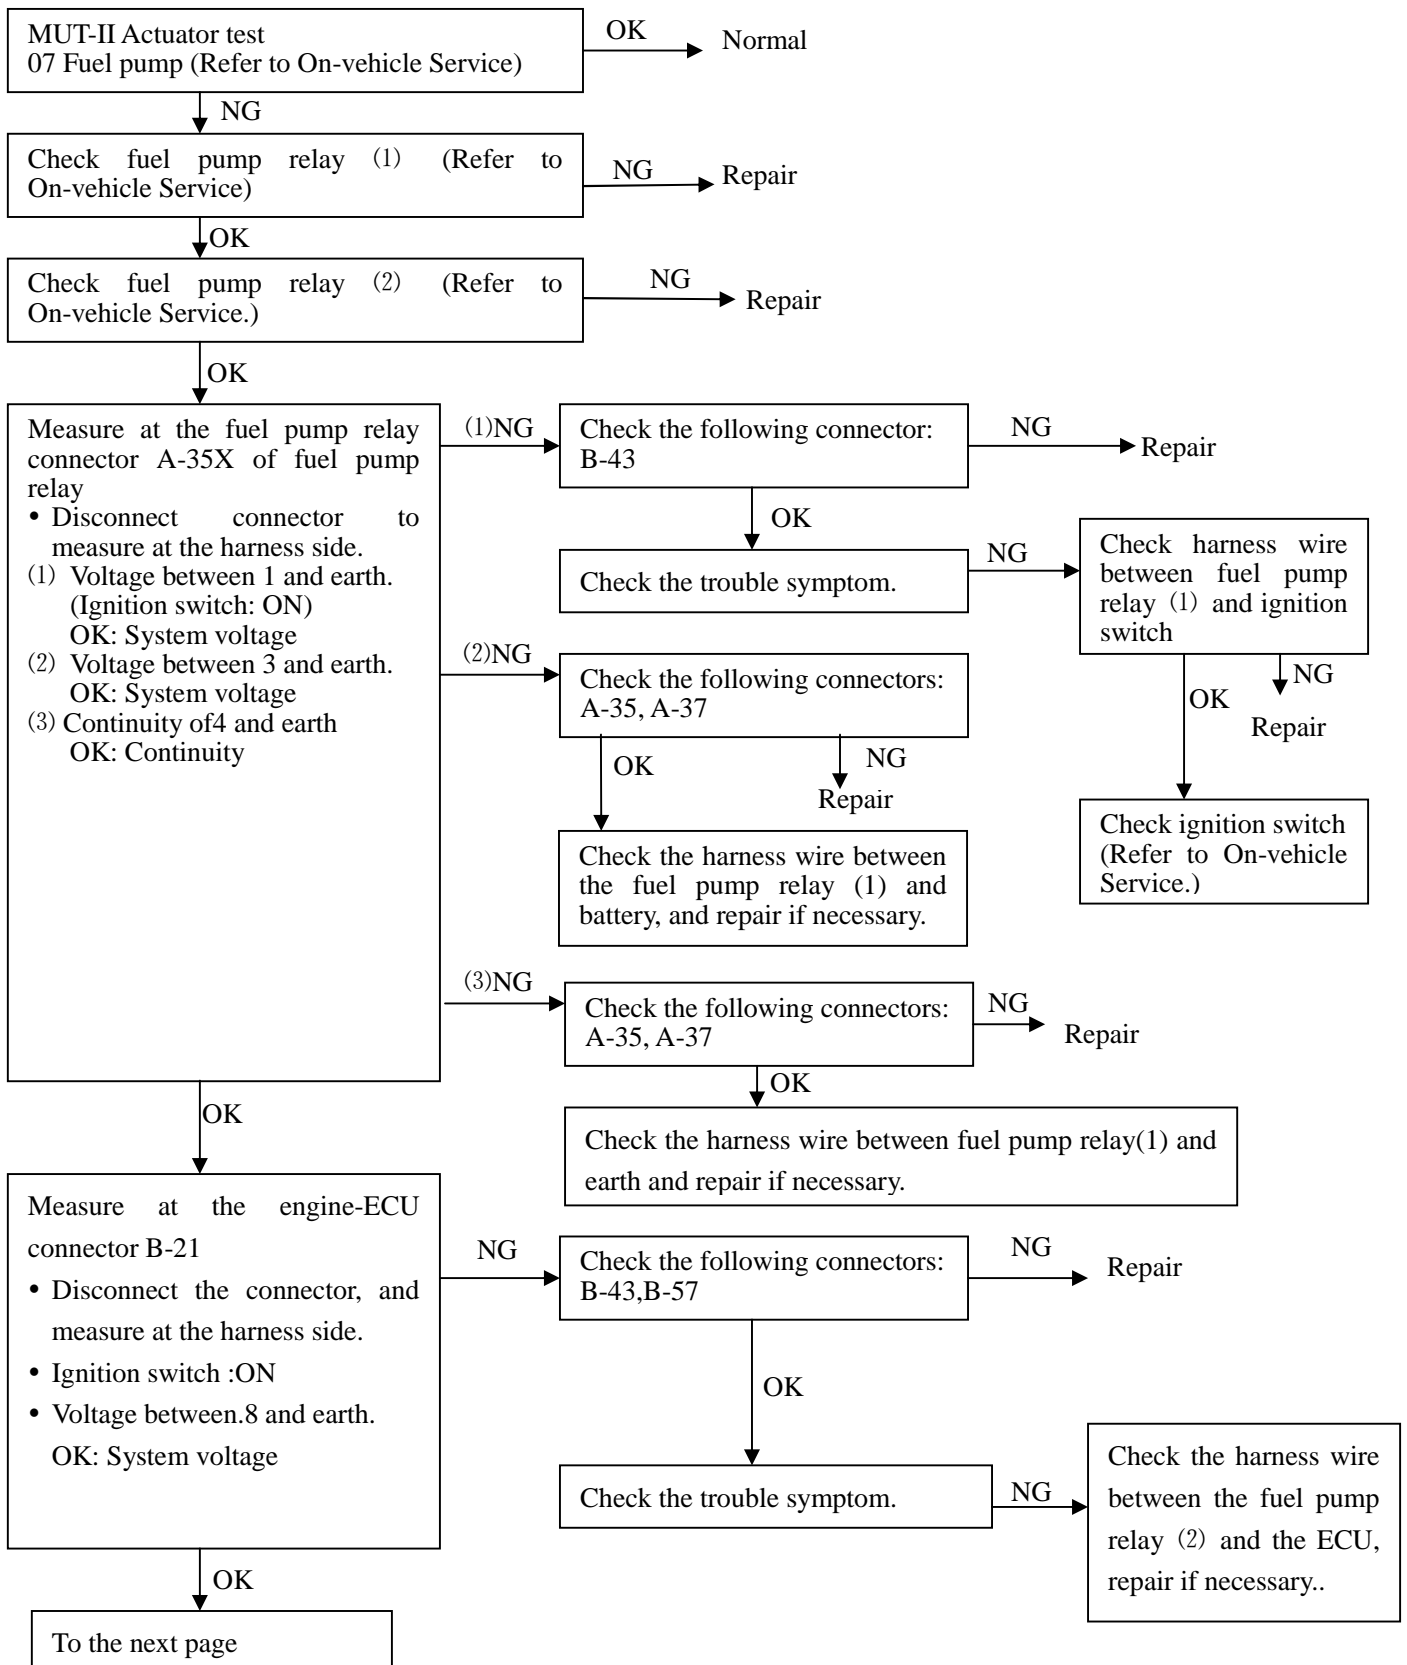 MUT-II Actuator test
07 Fuel pump (Refer to On-vehicle Service)
OK
Normal
NG
Check fuel pump relay (1) (Refer to
On-vehicle Service)
NG
Repair
OK
Check fuel pump relay (2) (Refer to
On-vehicle Service.)
NG
Repair
OK
Measure at the fuel pump relay
connector A-35X of fuel pump
relay
• Disconnect connector to
measure at the harness side.
(1) Voltage between 1 and earth.
(Ignition switch: ON)
OK: System voltage
(2) Voltage between 3 and earth.
OK: System voltage
(3) Continuity of4 and earth
OK: Continuity
(1)NG
Check the following connector:
B-43
NG
Repair
OK
Check the trouble symptom.
NG
Check harness wire
between fuel pump
relay (1) and ignition
switch
NG
Repair
OK
Check ignition switch
(Refer to On-vehicle
Service.)
(2)NG
Check the following connectors:
A-35, A-37
OK
NG
Repair
Check the harness wire between
the fuel pump relay (1) and
battery, and repair if necessary.
(3)NG
Check the following connectors:
A-35, A-37
NG
Repair
OK
Check the harness wire between fuel pump relay(1) and
earth and repair if necessary.
OK
Measure at the engine-ECU
connector B-21
• Disconnect the connector, and
measure at the harness side.
• Ignition switch :ON
• Voltage between.8 and earth.
OK: System voltage
NG
Check the following connectors:
B-43,B-57
NG
Repair
OK
Check the trouble symptom.
NG
Check the harness wire
between the fuel pump
relay (2) and the ECU,
repair if necessary..
OK
To the next page